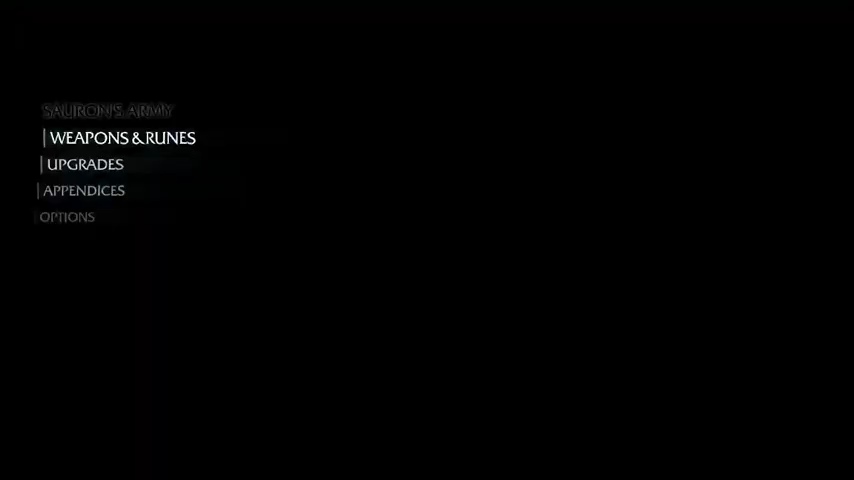 SAURON'S ARMY
WEAPONS & RUNES
UPGRADES
APPENDICES
OPTIONS